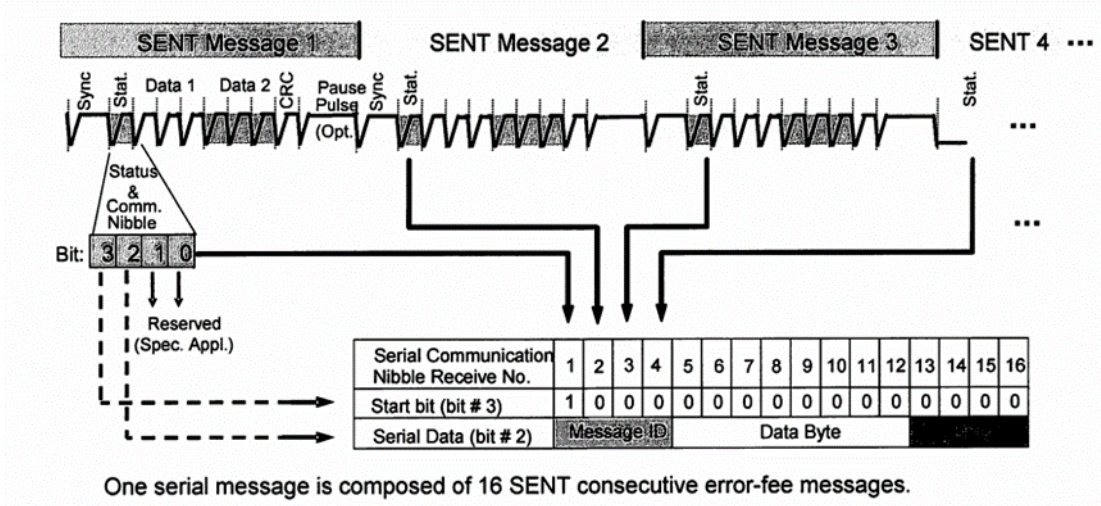 SENT Message 1 SENT Message 2 SENT Message 3 SENT 4 ...
Sync Stat. Data 1 Data 2 CRC Pause Pulse (Opt. Sync Stat. Stat. Stat.
...
Status
&
Comm.
Nibble
...
Bit: 3 2 1 0
Reserved
(Spec. Appl.)
Serial Communication
Nibble Receive No. 1 2 3 4 5 6 7 8 9 10 11 12 13 14 15 16
Start bit (bit # 3) 1 0 0 0 0 0 0 0 0 0 0 0 0 0 0 0
Serial Data (bit # 2) Message ID Data Byte
One serial message is composed of 16 SENT consecutive error-fee messages.